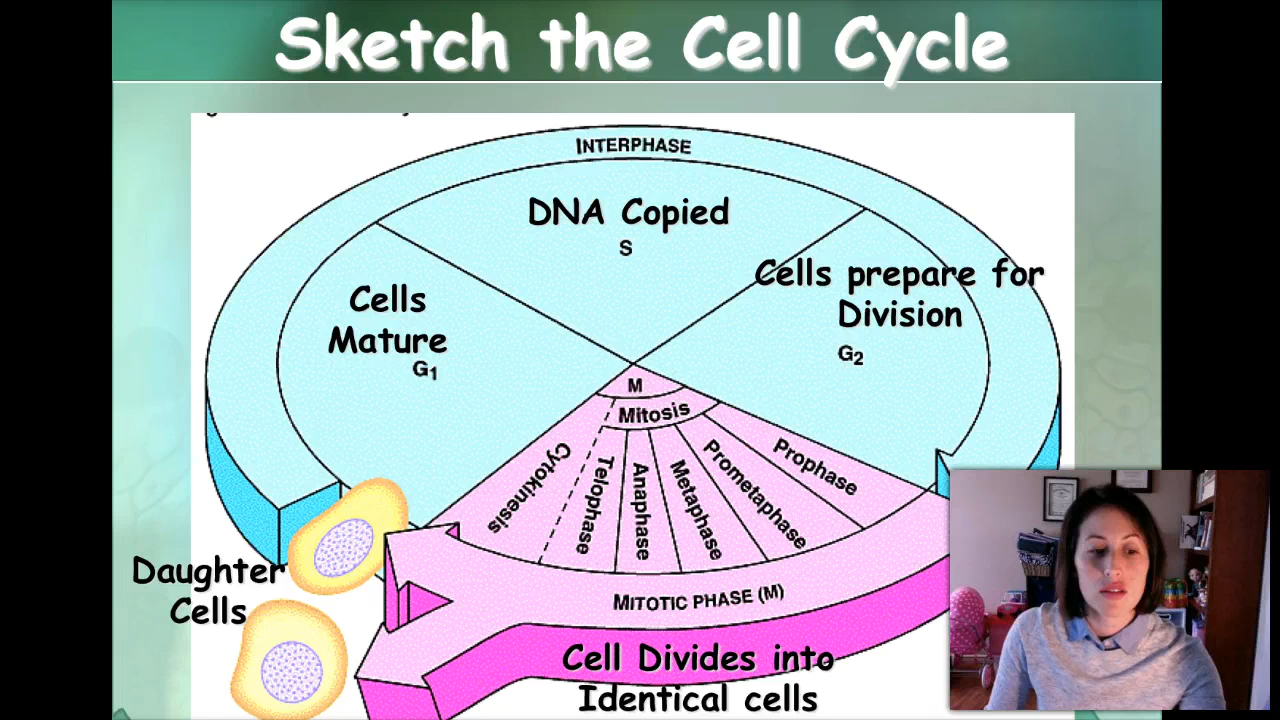 Sketch the Cell Cycle
INTERPHASE
DNA Copied
S
Cells prepare for
Division
G2
Cells
Mature
G1
M
Mitosis
Cytokinesis
Telophase
Anaphase
Metaphase
Prometaphase
Prophase
Daughter
Cells
MITOTIC PHASE (M)
Cell Divides into
Identical cells